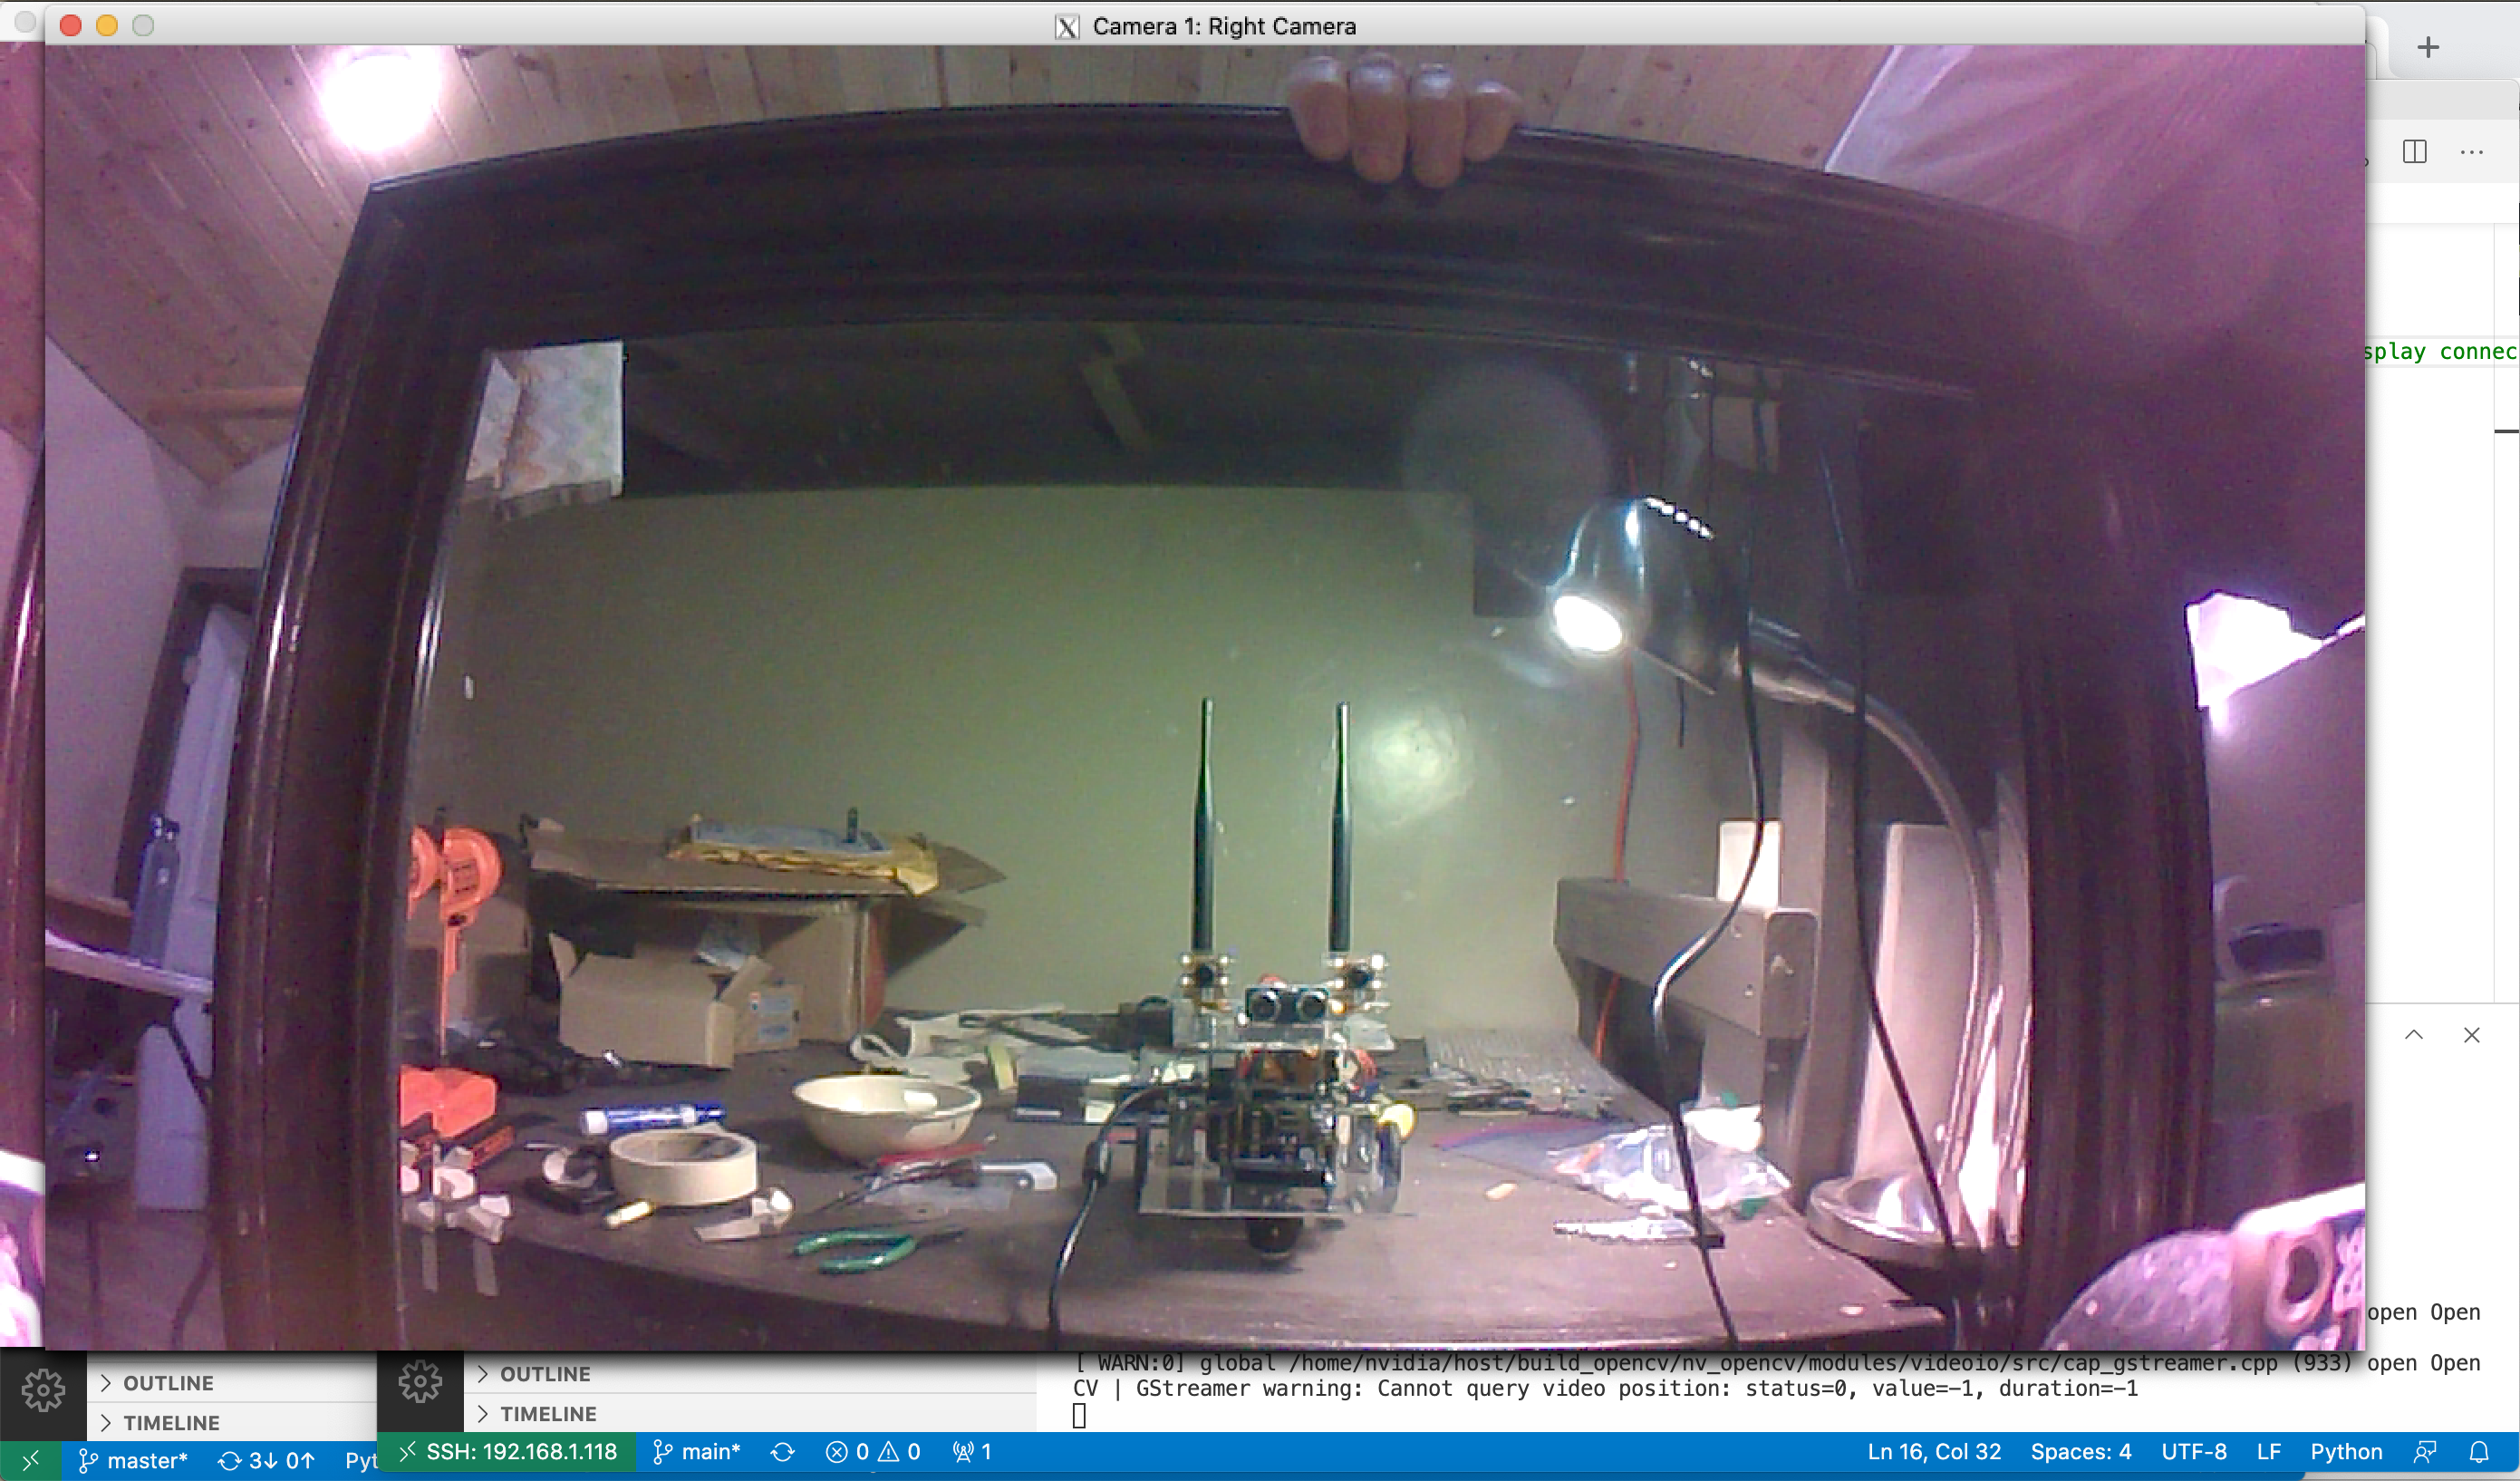 Camera 1: Right Camera
splay connec
open Open
[ WARN:0] global /home/nvidia/host/build_opencv/nv_opencv/modules/videoio/src/cap_gstreamer.cpp (933) open Open
CV | GStreamer warning: Cannot query video position: status=0, value=-1, duration=-1
OUTLINE
TIMELINE
OUTLINE
TIMELINE
master* 3↓ 0↑ Pyt
SSH: 192.168.1.118 main* 0 0 1 Ln 16, Col 32 Spaces: 4 UTF-8 LF Python